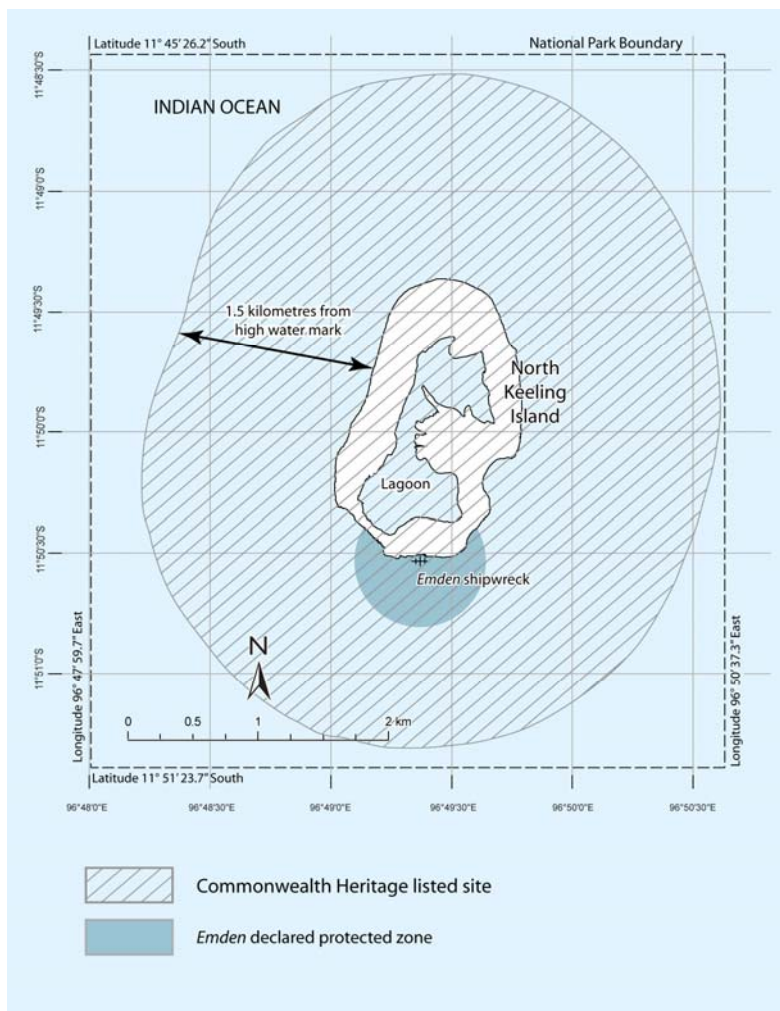 Latitude 11° 45' 26.2" South
National Park Boundary
11°48'30"S
INDIAN OCEAN
11°49'0"S
11°49'30"S
1.5 kilometres from
high water mark
North
Keeling
Island
11°50'0"S
Lagoon
11°50'30"S
Emden shipwreck
Longitude 96° 47' 59.7" East
Longitude 96° 50' 37.3" East
N
11°51'0"S
0 0.5 1 2 km
Latitude 11° 51' 23.7" South
96°48'0"E 96°48'30"E 96°49'0"E 96°49'30"E 96°50'0"E 96°50'30"E
Commonwealth Heritage listed site
Emden declared protected zone